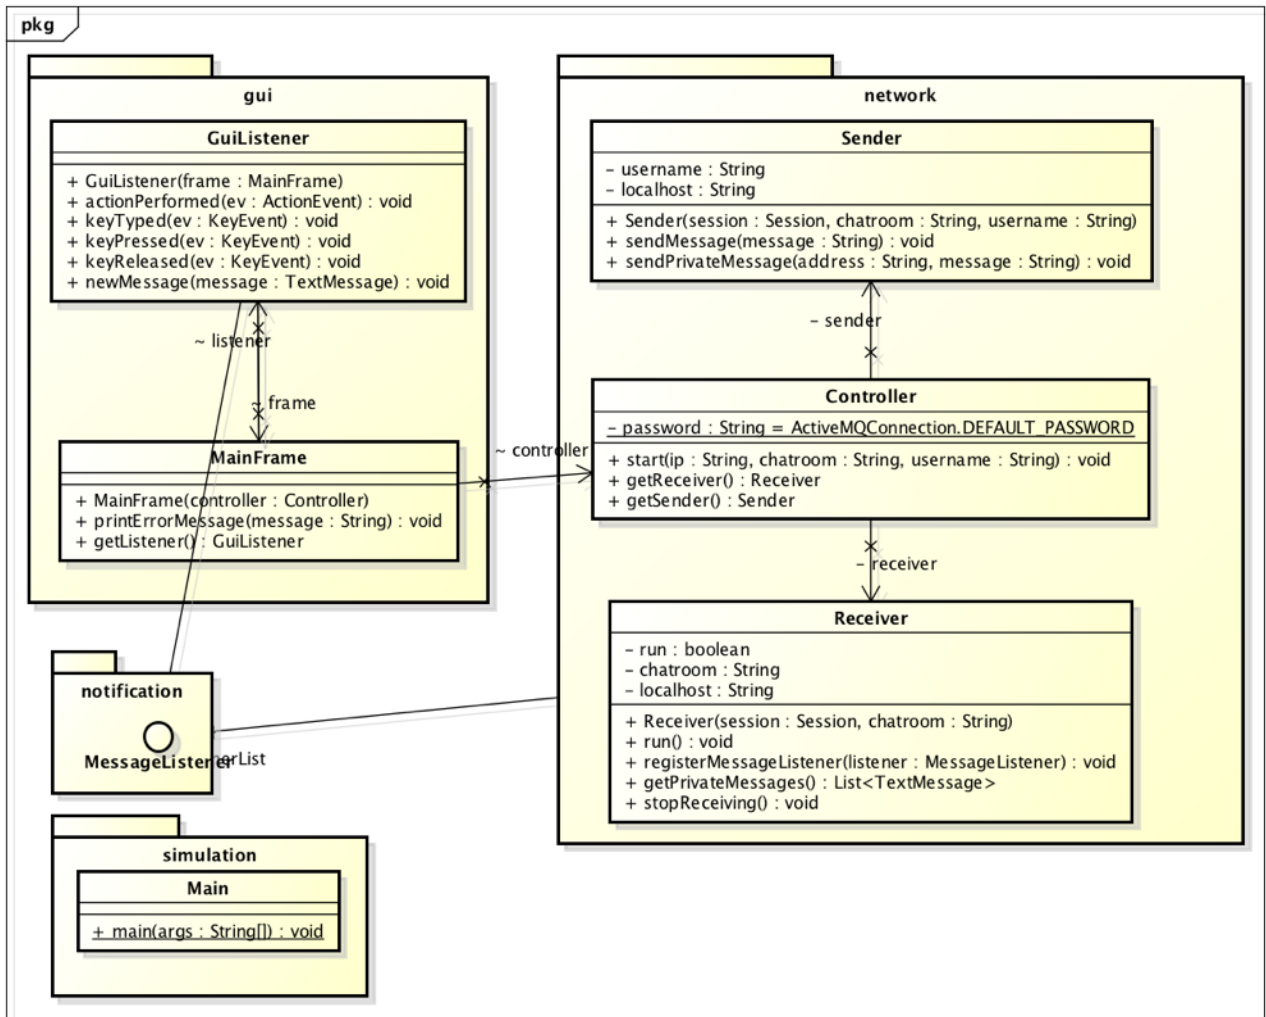 pkg
gui
GuiListener
+ GuiListener(frame : MainFrame)
+ actionPerformed(ev : ActionEvent) : void
+ keyTyped(ev : KeyEvent) : void
+ keyPressed(ev : KeyEvent) : void
+ keyReleased(ev : KeyEvent) : void
+ newMessage(message : TextMessage) : void
~ listener
~ frame
MainFrame
+ MainFrame(controller : Controller)
+ printErrorMessage(message : String) : void
+ getListener() : GuiListener
~ controller
network
Sender
- username : String
- localhost : String
+ Sender(session : Session, chatroom : String, username : String)
+ sendMessage(message : String) : void
+ sendPrivateMessage(address : String, message : String) : void
- sender
Controller
- password : String = ActiveMQConnection.DEFAULT_PASSWORD
+ start(ip : String, chatroom : String, username : String) : void
+ getReceiver() : Receiver
+ getSender() : Sender
- receiver
Receiver
- run : boolean
- chatroom : String
- localhost : String
+ Receiver(session : Session, chatroom : String)
+ run() : void
+ registerMessageListener(listener : MessageListener) : void
+ getPrivateMessages() : List<TextMessage>
+ stopReceiving() : void
notification
MessageListener
simulation
Main
+ main(args : String[]) : void